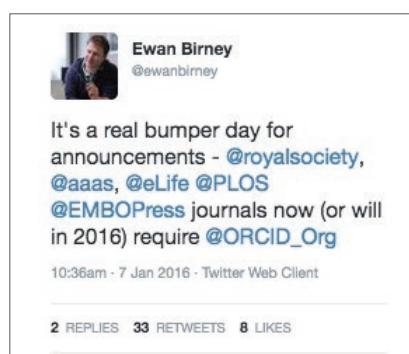 Ewan Birney
@ewanbirney
It's a real bumper day for
announcements - @royalsociety,
@aaas, @eLife @PLOS
@EMBOPress journals now (or will
in 2016) require @ORCID_Org
10:36am · 7 Jan 2016 · Twitter Web Client
2 REPLIES 33 RETWEETS 8 LIKES